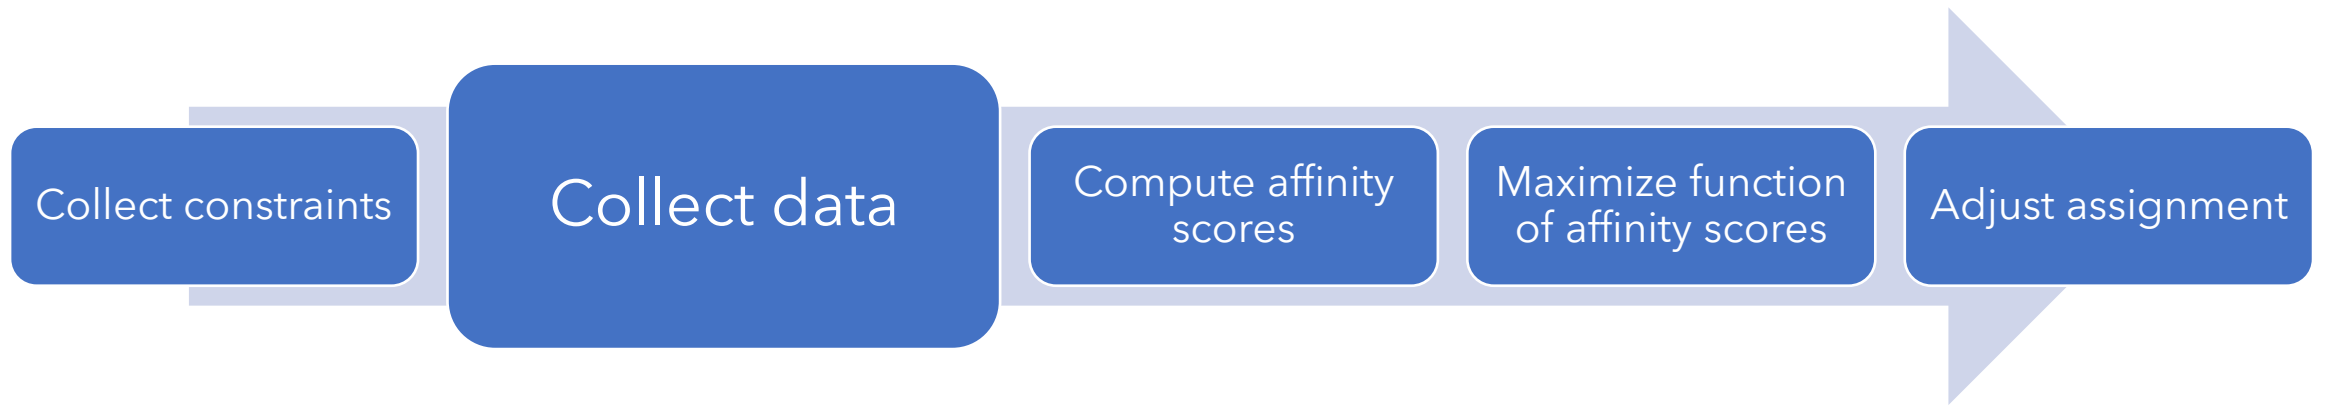 Collect constraints
Collect data
Compute affinity
scores
Maximize function
of affinity scores
Adjust assignment